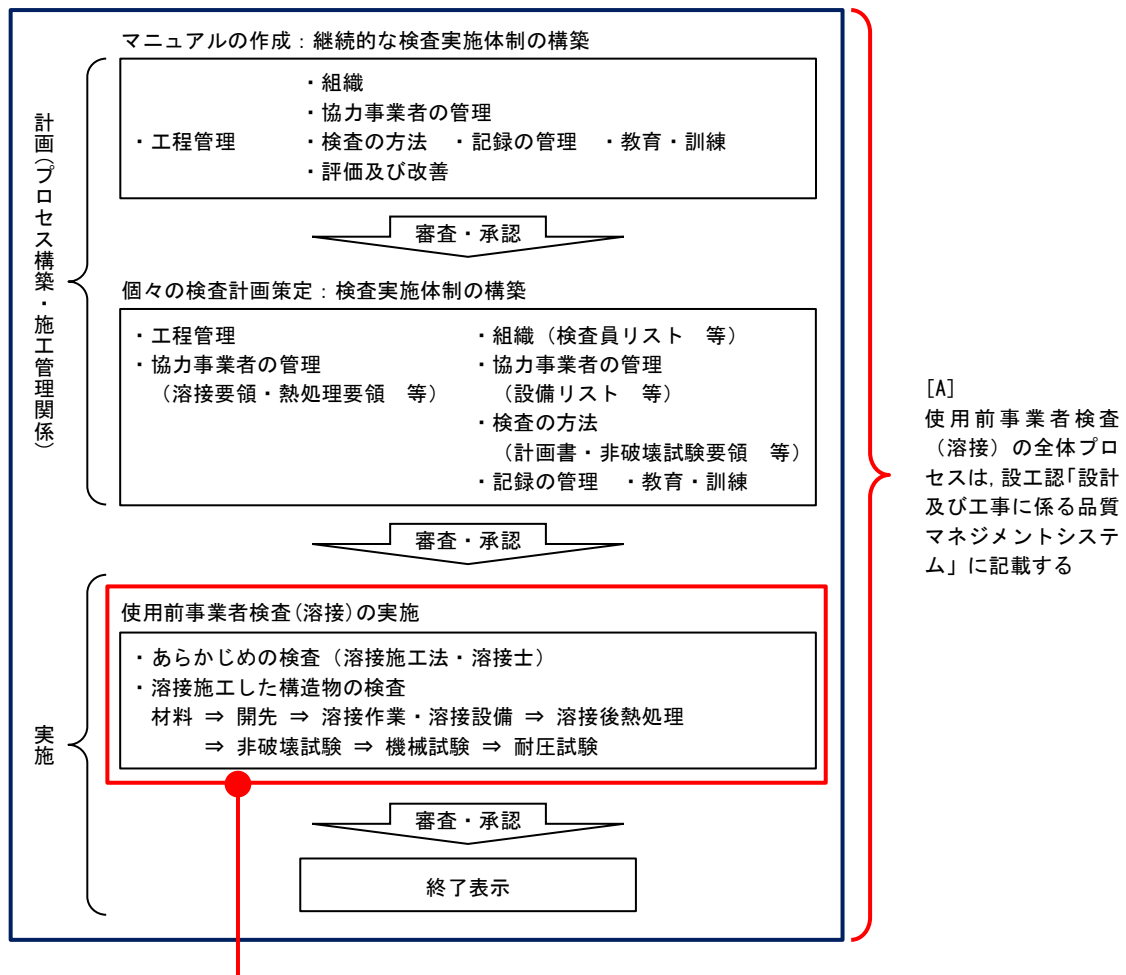 マニュアルの作成：継続的な検査実施体制の構築
・組織
・協力事業者の管理
・工程管理 ・検査の方法 ・記録の管理 ・教育・訓練
・評価及び改善
審査・承認
計画(プロセス構築・施工管理関係)
個々の検査計画策定：検査実施体制の構築
・工程管理
・協力事業者の管理
（溶接要領・熱処理要領 等）
・組織（検査員リスト 等）
・協力事業者の管理
（設備リスト 等）
・検査の方法
（計画書・非破壊試験要領 等）
・記録の管理 ・教育・訓練
審査・承認
実施
使用前事業者検査(溶接)の実施
・あらかじめの検査（溶接施工法・溶接士）
・溶接施工した構造物の検査
材料 ⇒ 開先 ⇒ 溶接作業・溶接設備 ⇒ 溶接後熱処理
⇒ 非破壊試験 ⇒ 機械試験 ⇒ 耐圧試験
審査・承認
終了表示
[A]
使用前事業者検査
（溶接）の全体プロ
セスは,設工認「設計
及び工事に係る品質
マネジメントシステ
ム」に記載する